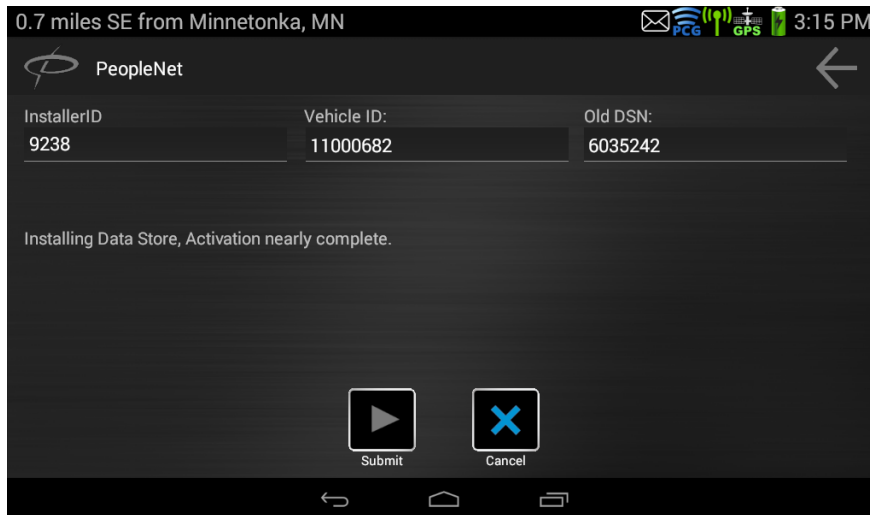 0.7 miles SE from Minnetonka, MN
PCG
GPS
3:15 PM
PeopleNet
InstallerID
Vehicle ID:
Old DSN:
9238
11000682
6035242
Installing Data Store, Activation nearly complete.
Submit
Cancel